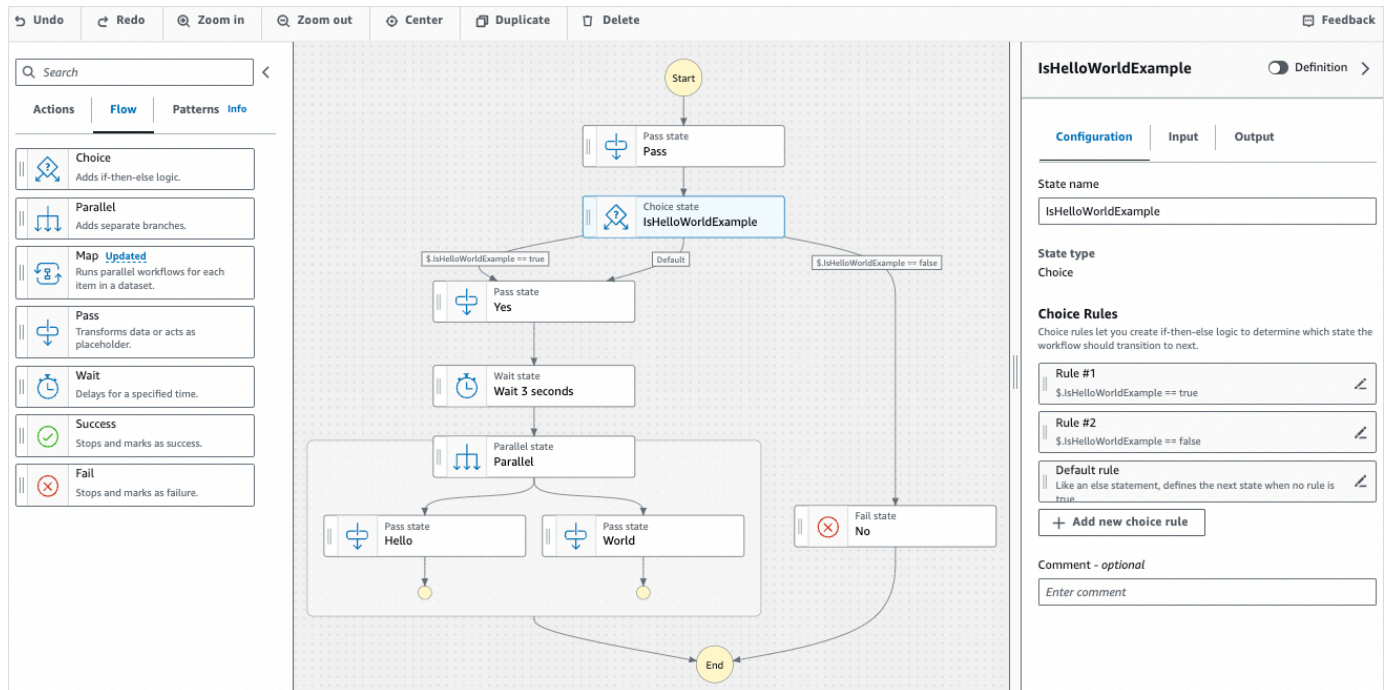 Undo
Redo
Zoom in
Zoom out
Center
Duplicate
Delete
Feedback
Search
Actions
Flow
Patterns Info
Choice
Adds if-then-else logic.
Parallel
Adds separate branches.
Map Updated
Runs parallel workflows for each
item in a dataset.
Pass
Transforms data or acts as
placeholder.
Wait
Delays for a specified time.
Success
Stops and marks as success.
Fail
Stops and marks as failure.
Start
Pass state
Pass
Choice state
IsHelloWorldExample
$.IsHelloWorldExample == true
Default
$.IsHelloWorldExample == false
Pass state
Yes
Wait state
Wait 3 seconds
Parallel state
Parallel
Pass state
Hello
Pass state
World
Fail state
No
End
IsHelloWorldExample
Definition
Configuration
Input
Output
State name
IsHelloWorldExample
State type
Choice
Choice Rules
Choice rules let you create if-then-else logic to determine which state the
workflow should transition to next.
Rule #1
$.IsHelloWorldExample == true
Rule #2
$.IsHelloWorldExample == false
Default rule
Like an else statement, defines the next state when no rule is
true.
+ Add new choice rule
Comment - optional
Enter comment